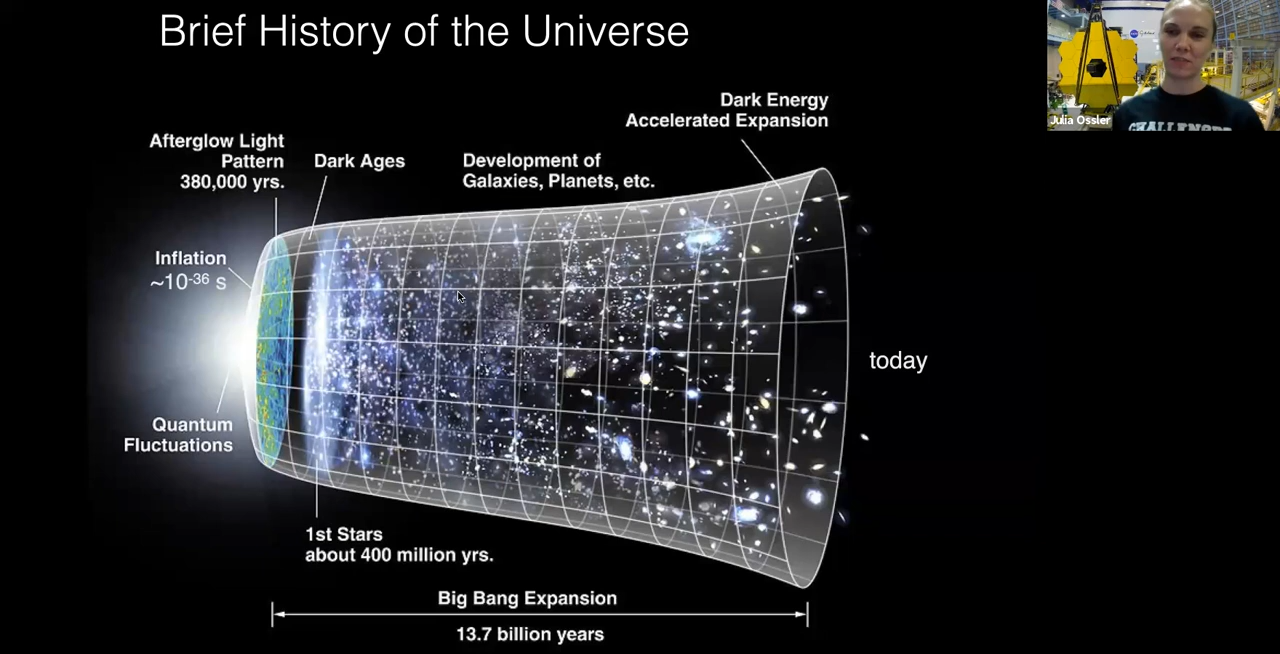 Brief History of the Universe
Julia Ossler
Dark Energy
Accelerated Expansion
Afterglow Light
Pattern
380,000 yrs.
Dark Ages
Development of
Galaxies, Planets, etc.
Inflation
~10-36 s
today
Quantum
Fluctuations
1st Stars
about 400 million yrs.
Big Bang Expansion
13.7 billion years